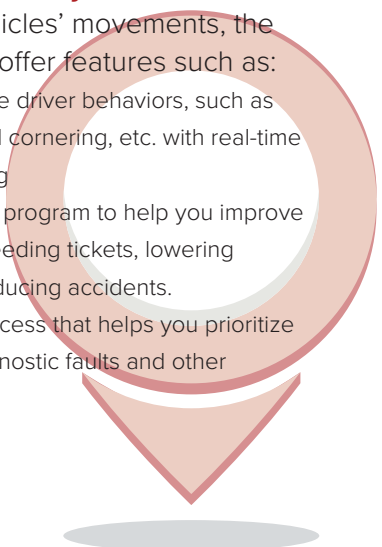 icles' movements, the
offer features such as:
e driver behaviors, such as
cornering, etc. with real-time
g
program to help you improve
eding tickets, lowering
ducing accidents.
cess that helps you prioritize
nostic faults and other